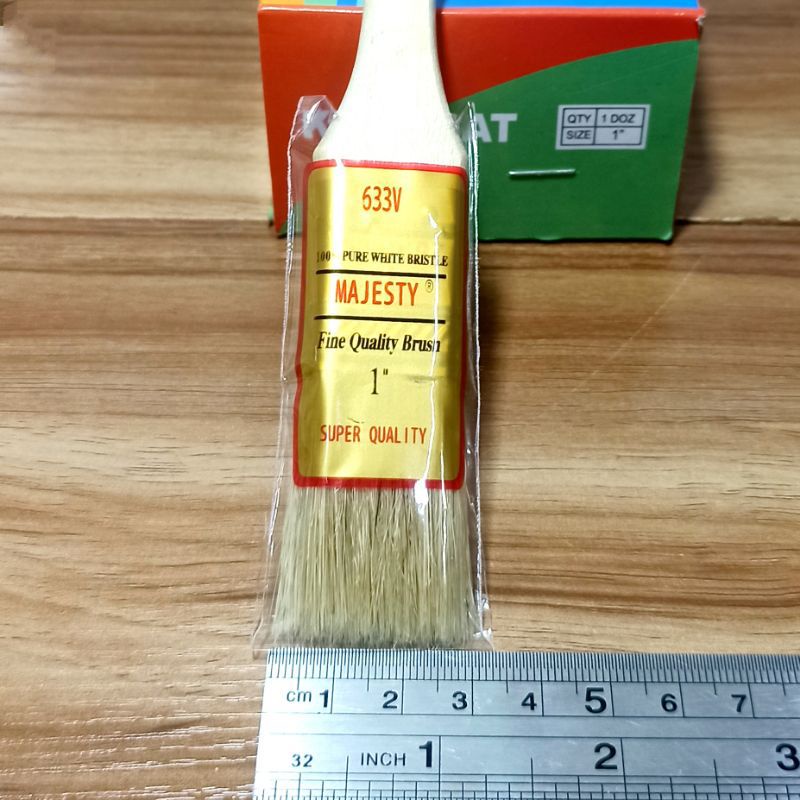 QTY 1 DOZ
SIZE 1"
633V
PURE WHITE BRISTLE
MAJESTY ®
Fine Quality Brush
1"
SUPER QUALITY
cm 1 2 3 4 5 6 7
32 INCH 1 2 3